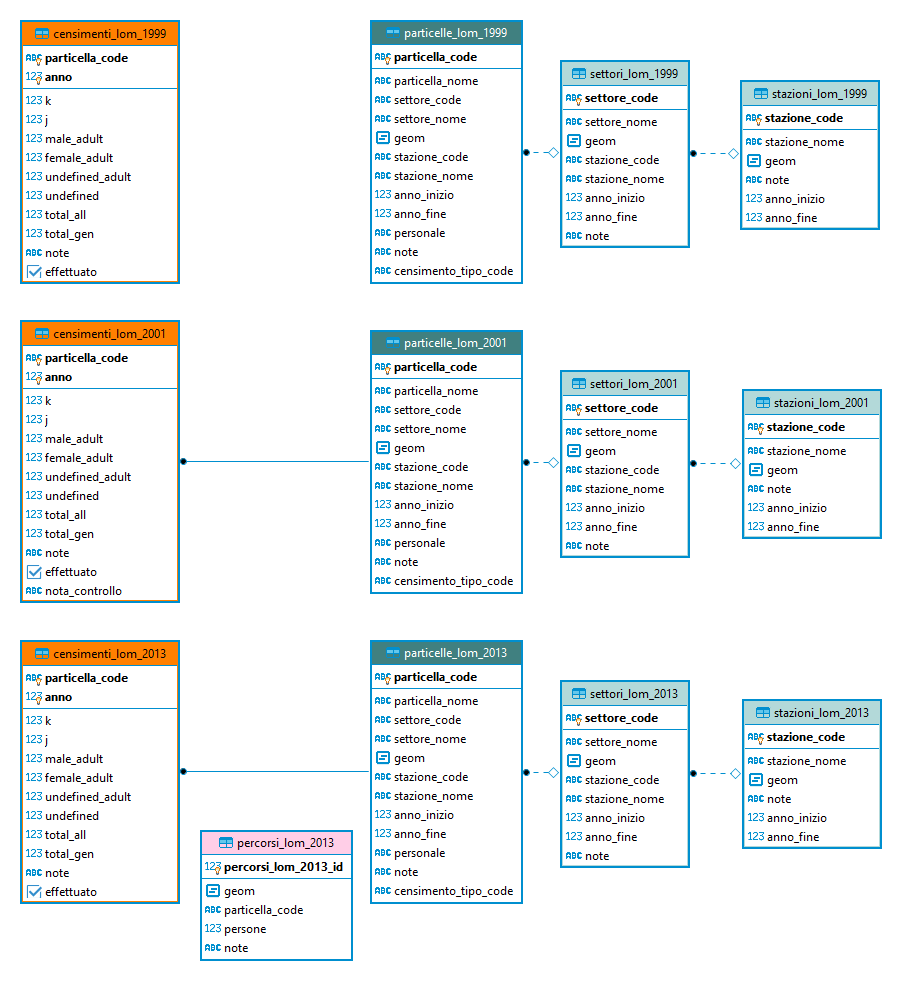 censimenti_lom_1999
ABC particella_code
123 anno
123 k
123 j
123 male_adult
123 female_adult
123 undefined_adult
123 undefined
123 total_all
123 total_gen
ABC note
effettuato
particelle_lom_1999
ABC particella_code
ABC particella_nome
ABC settore_code
ABC settore_nome
geom
ABC stazione_code
ABC stazione_nome
123 anno_inizio
123 anno_fine
ABC personale
ABC note
ABC censimento_tipo_code
settori_lom_1999
ABC settore_code
ABC settore_nome
geom
ABC stazione_code
ABC stazione_nome
123 anno_inizio
123 anno_fine
ABC note
stazioni_lom_1999
ABC stazione_code
ABC stazione_nome
geom
ABC note
123 anno_inizio
123 anno_fine
censimenti_lom_2001
ABC particella_code
123 anno
123 k
123 j
123 male_adult
123 female_adult
123 undefined_adult
123 undefined
123 total_all
123 total_gen
ABC note
effettuato
ABC nota_controllo
particelle_lom_2001
ABC particella_code
ABC particella_nome
ABC settore_code
ABC settore_nome
geom
ABC stazione_code
ABC stazione_nome
123 anno_inizio
123 anno_fine
ABC personale
ABC note
ABC censimento_tipo_code
settori_lom_2001
ABC settore_code
ABC settore_nome
geom
ABC stazione_code
ABC stazione_nome
123 anno_inizio
123 anno_fine
ABC note
stazioni_lom_2001
ABC stazione_code
ABC stazione_nome
geom
ABC note
123 anno_inizio
123 anno_fine
censimenti_lom_2013
ABC particella_code
123 anno
123 k
123 j
123 male_adult
123 female_adult
123 undefined_adult
123 undefined
123 total_all
123 total_gen
ABC note
effettuato
percorsi_lom_2013
123 percorsi_lom_2013_id
geom
ABC particella_code
123 persone
ABC note
particelle_lom_2013
ABC particella_code
ABC particella_nome
ABC settore_code
ABC settore_nome
geom
ABC stazione_code
ABC stazione_nome
123 anno_inizio
123 anno_fine
ABC personale
ABC note
ABC censimento_tipo_code
settori_lom_2013
ABC settore_code
ABC settore_nome
geom
ABC stazione_code
ABC stazione_nome
123 anno_inizio
123 anno_fine
ABC note
stazioni_lom_2013
ABC stazione_code
ABC stazione_nome
geom
ABC note
123 anno_inizio
123 anno_fine